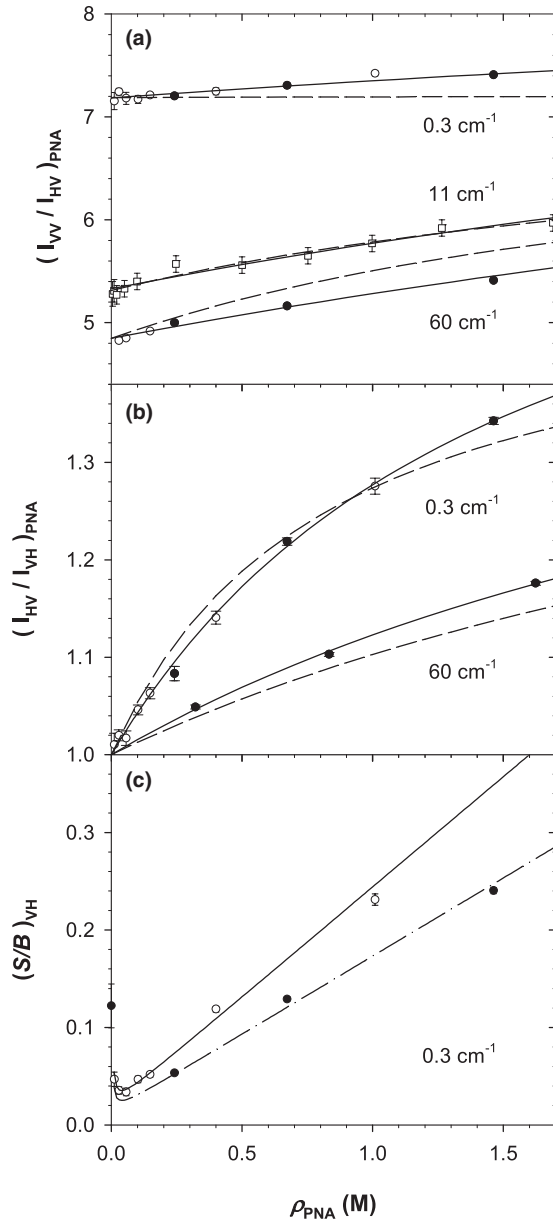 (a)
8
7
6
5
( I_VV / I_HV )_PNA
0.3 cm⁻¹
11 cm⁻¹
60 cm⁻¹
(b)
1.3
1.2
1.1
1.0
( I_HV / I_VH )_PNA
0.3 cm⁻¹
60 cm⁻¹
(c)
0.3
0.2
0.1
0.0
(S/B)_VH
0.3 cm⁻¹
0.0 0.5 1.0 1.5
ρ_PNA (M)